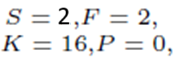 S = 2,F = 2,
K = 16,P = 0,